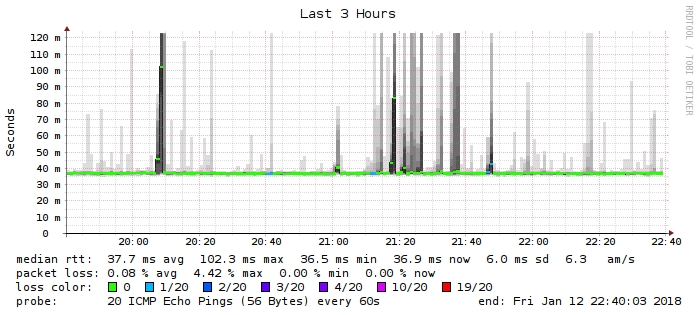 Last 3 Hours
RRDTOOL / TOBI OETIKER
Seconds
120 m
110 m
100 m
90 m
80 m
70 m
60 m
50 m
40 m
30 m
20 m
10 m
0
20:00 20:20 20:40 21:00 21:20 21:40 22:00 22:20 22:40
median rtt: 37.7 ms avg 102.3 ms max 36.5 ms min 36.9 ms now 6.0 ms sd 6.3 am/s
packet loss: 0.08 % avg 4.42 % max 0.00 % min 0.00 % now
loss color: 0 1/20 2/20 3/20 4/20 10/20 19/20
probe: 20 ICMP Echo Pings (56 Bytes) every 60s end: Fri Jan 12 22:40:03 2018